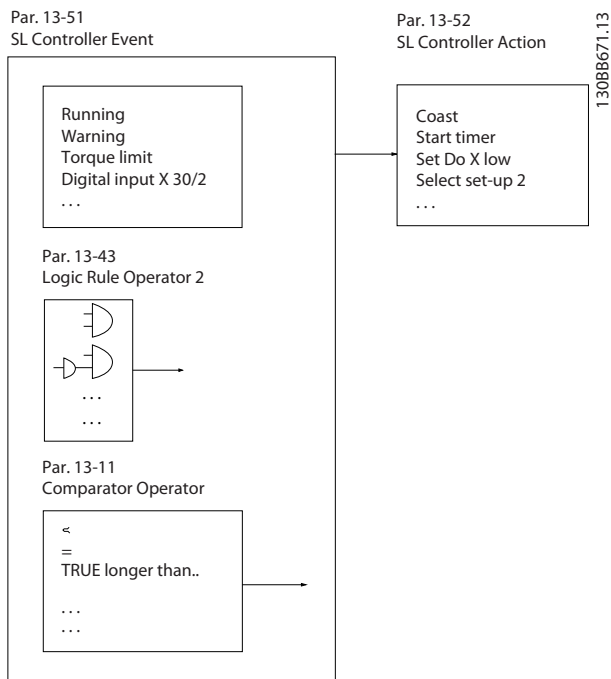 Par. 13-51
SL Controller Event
Par. 13-52
SL Controller Action
130BB671.13
Running
Warning
Torque limit
Digital input X 30/2
. . .
Coast
Start timer
Set Do X low
Select set-up 2
. . .
Par. 13-43
Logic Rule Operator 2
. . .
. . .
Par. 13-11
Comparator Operator
=
TRUE longer than..
. . .
. . .